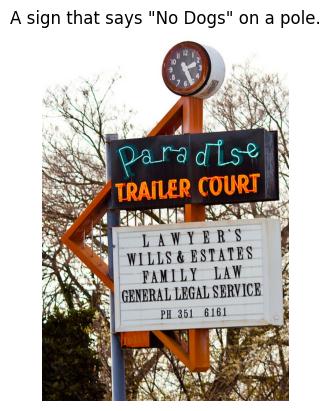 A sign that says "No Dogs" on a pole.
Paradise
TRAILER COURT
LAWYER'S
WILLS & ESTATES
FAMILY LAW
GENERAL LEGAL SERVICE
PH 351 6161